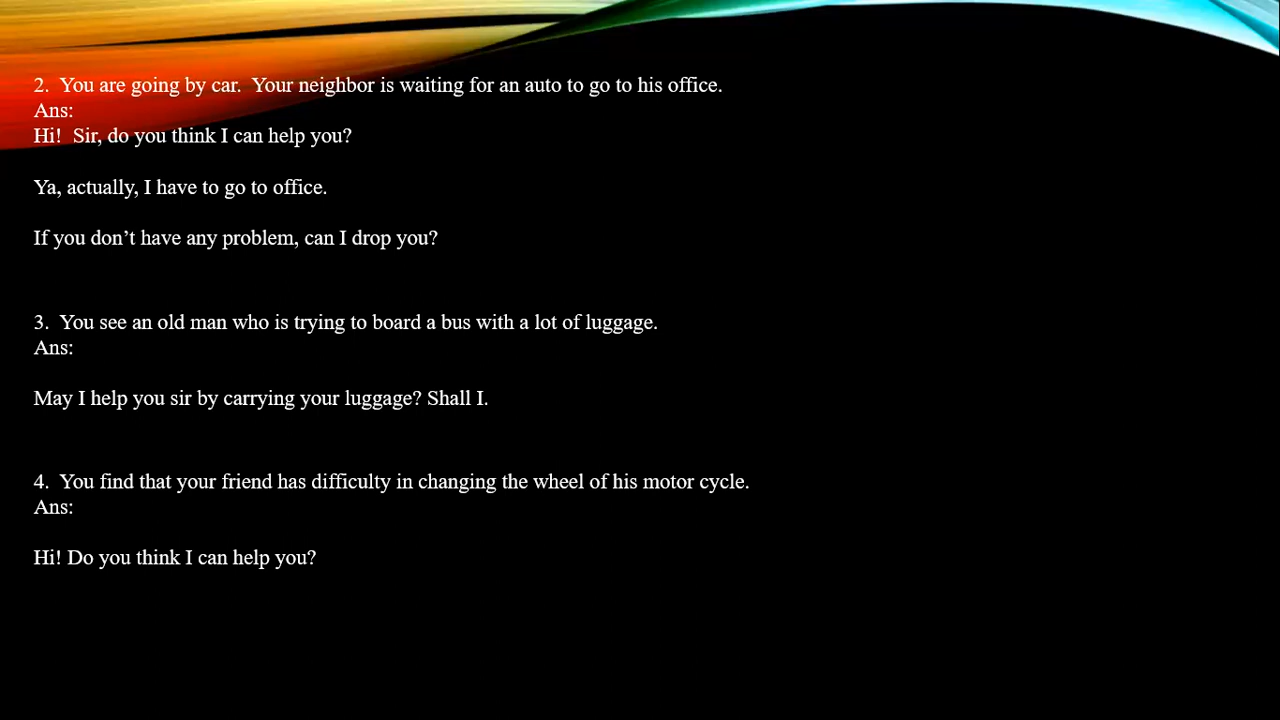 2.  You are going by car.  Your neighbor is waiting for an auto to go to his office.
Ans:
Hi!  Sir, do you think I can help you?
Ya, actually, I have to go to office.
If you don’t have any problem, can I drop you?
3.  You see an old man who is trying to board a bus with a lot of luggage.
Ans:
May I help you sir by carrying your luggage? Shall I.
4.  You find that your friend has difficulty in changing the wheel of his motor cycle.
Ans:
Hi! Do you think I can help you?